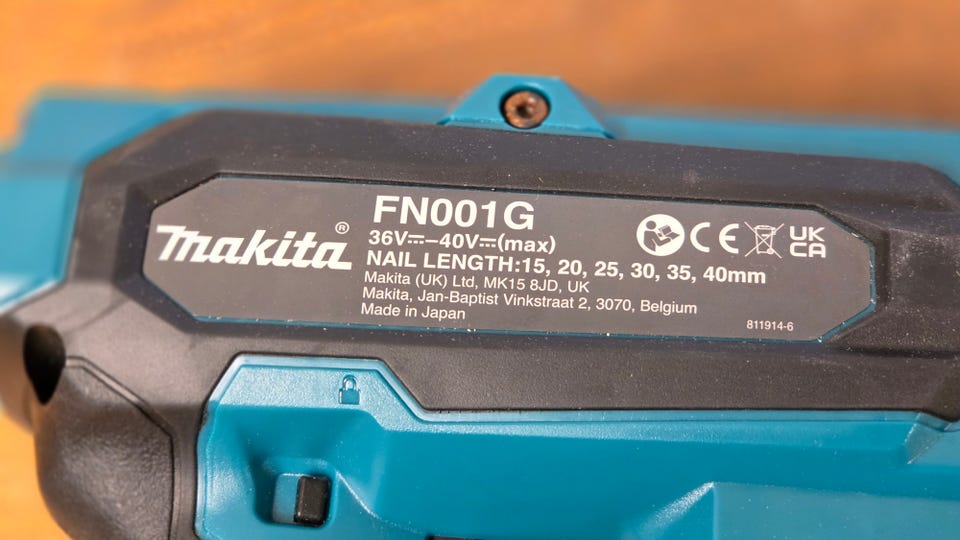 makita®
FN001G
36V⎓–40V⎓(max)
NAIL LENGTH:15, 20, 25, 30, 35, 40mm
Makita (UK) Ltd, MK15 8JD, UK
Makita, Jan-Baptist Vinkstraat 2, 3070, Belgium
Made in Japan
CE
UK
CA
811914-6